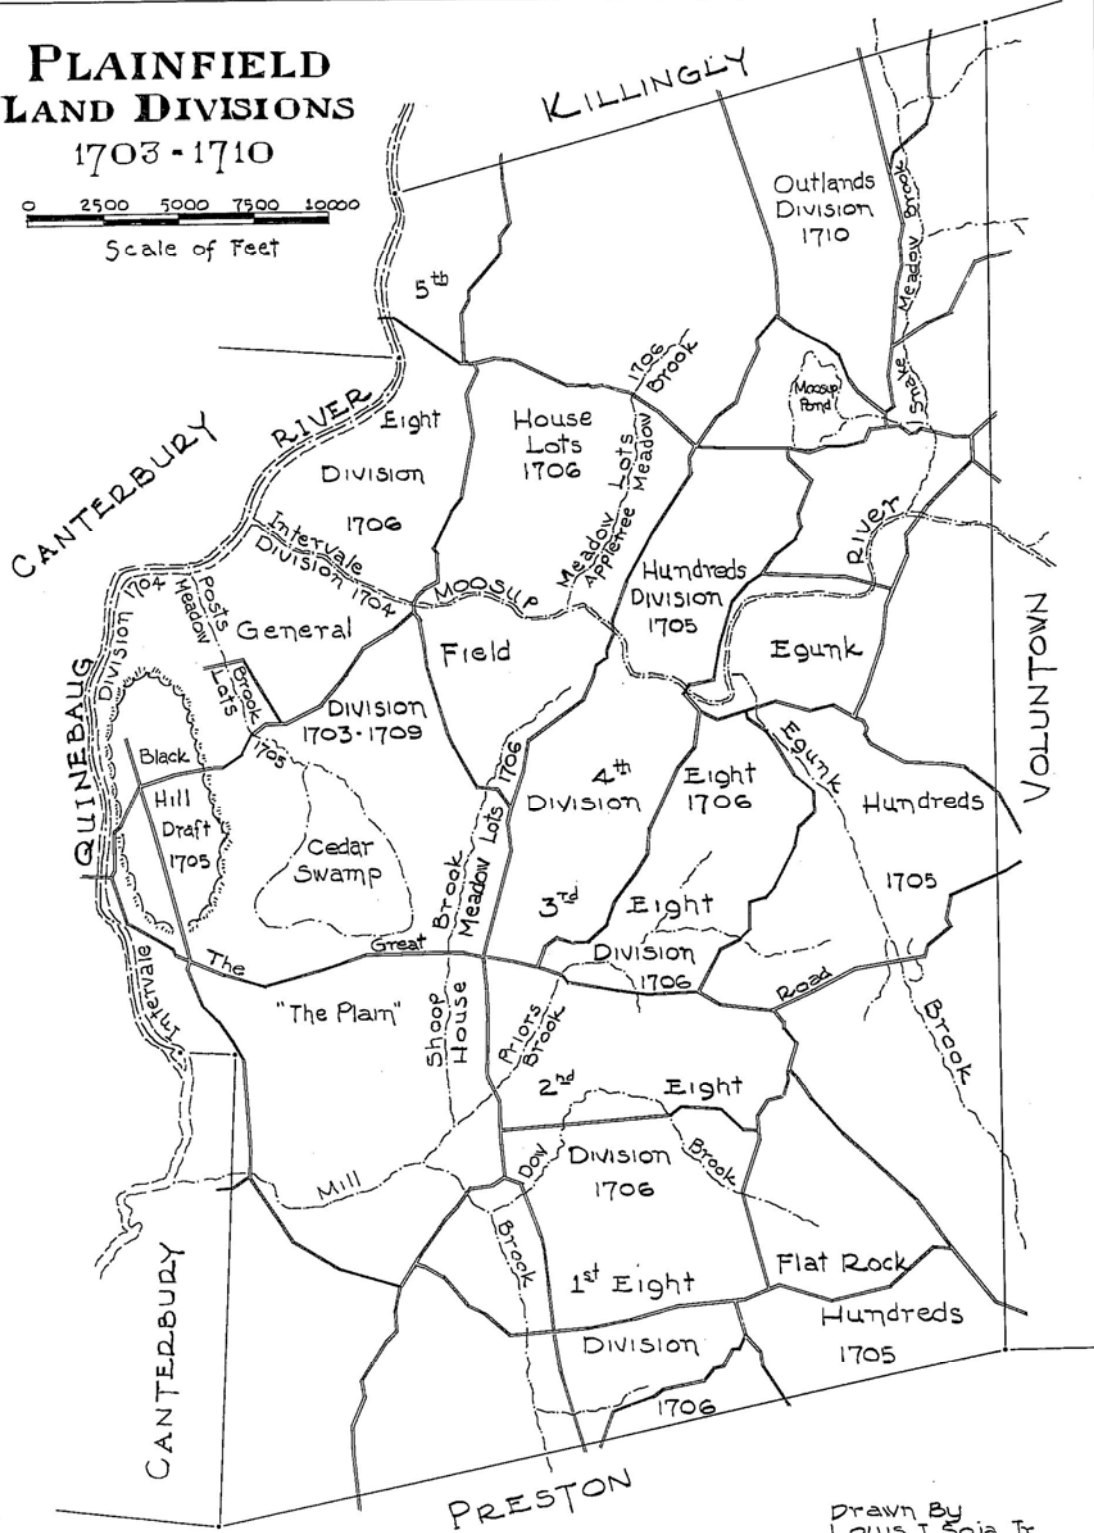 PLAINFIELD
LAND DIVISIONS
1703 - 1710
0 2500 5000 7500 10000
Scale of Feet
KILLINGLY
Outlands
Division
1710
Meadow Brook
Snake
5th
1706
Brook
Moosup
Pond
RIVER
Eight
Division
1706
House
Lots
1706
Meadow Lots
Appletree Meadow
CANTERBURY
Intervale
Division 1704
Moosup
River
Hundreds
Division
1705
Egunk
VOLUNTOWN
Division 1704
Posts
Meadow
General
Field
Brook
Lots
1705
Division
1703-1709
QUINEBAUG
Black
Hill
Draft
1705
Cedar
Swamp
Brook
Meadow Lots 1706
4th
Division
Eight
1706
Egunk
Hundreds
1705
3rd
Eight
Division
1706
The
Great
Road
Intervale
"The Plain"
Shoop
House
Priors
Brook
Brook
2nd
Eight
Division
1706
Dow
Brook
Mill
Brook
1st Eight
Division
1706
Flat Rock
Hundreds
1705
CANTERBURY
PRESTON
Drawn By